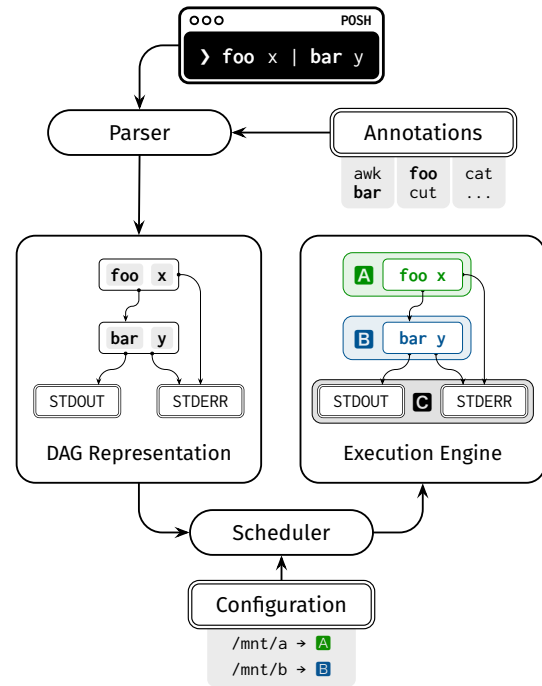 POSH
❯ foo x | bar y
Parser
Annotations
awk foo cat
bar cut ...
foo x
bar y
STDOUT STDERR
DAG Representation
A foo x
B bar y
STDOUT C STDERR
Execution Engine
Scheduler
Configuration
/mnt/a → A
/mnt/b → B